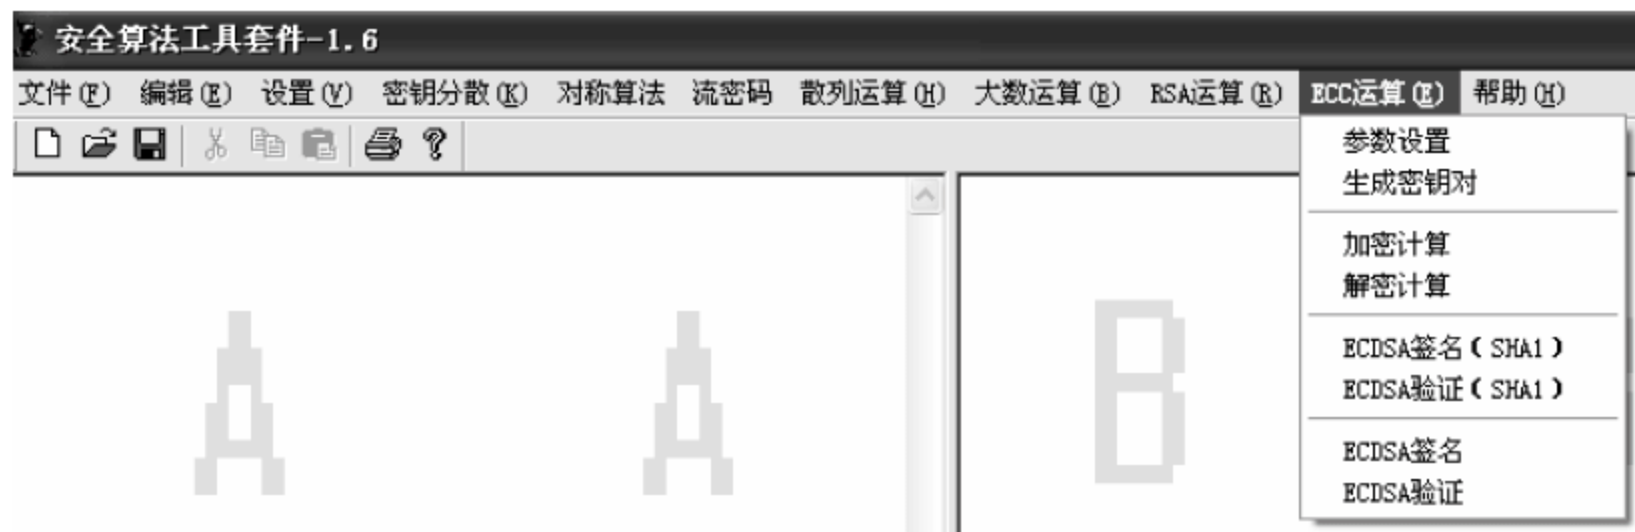 安全算法工具套件-1.6
文件(F) 编辑(E) 设置(V) 密钥分散(K) 对称算法 流密码 散列运算(H) 大数运算(B) RSA运算(R) ECC运算(E) 帮助(H)
参数设置
生成密钥对
加密计算
解密计算
ECDSA签名(SHA1)
ECDSA验证(SHA1)
ECDSA签名
ECDSA验证
A A B